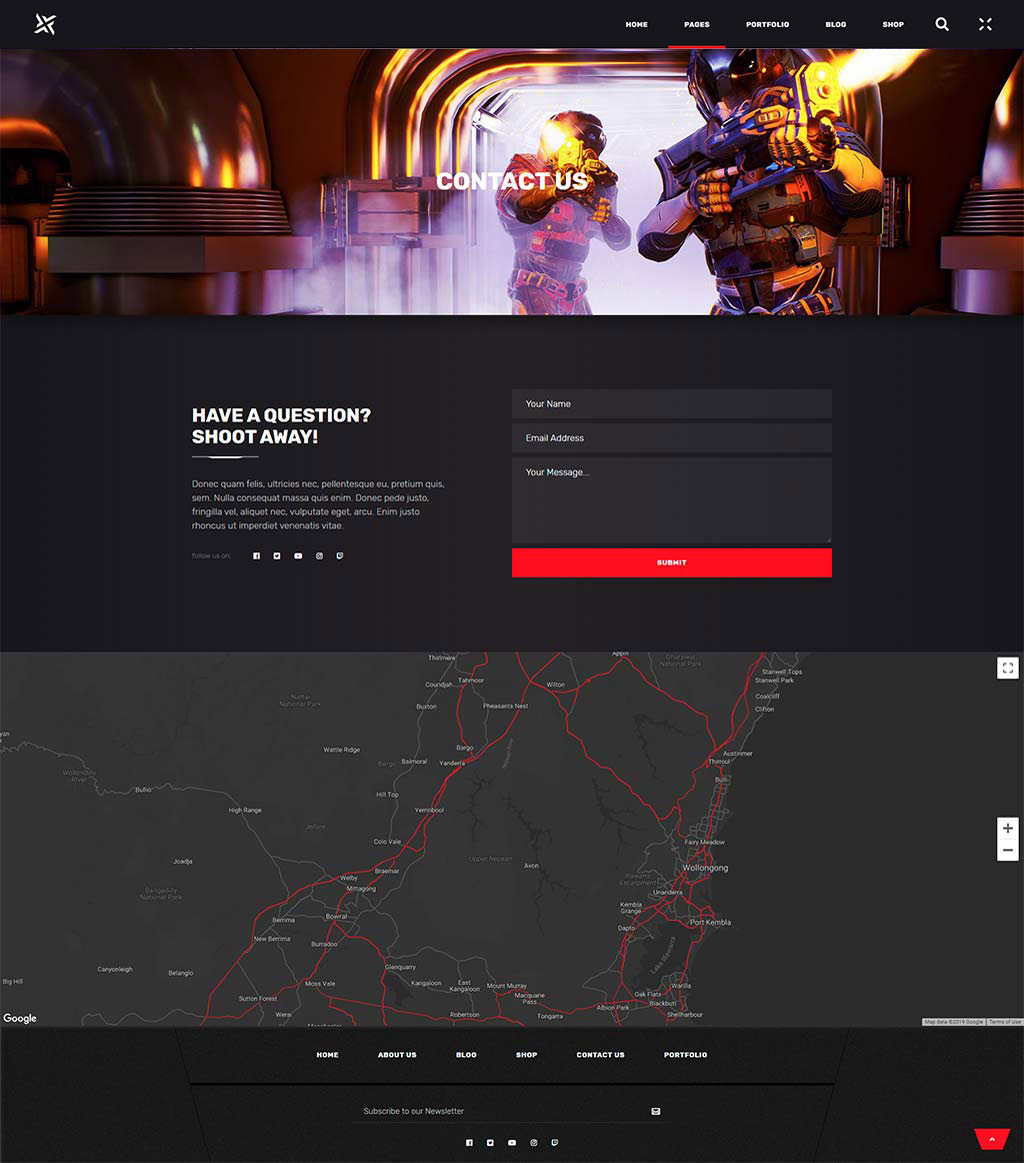 HOME PAGES PORTFOLIO BLOG SHOP
CONTACT US
HAVE A QUESTION?
SHOOT AWAY!
Donec quam felis, ultricies nec, pellentesque eu, pretium quis,
sem. Nulla consequat massa quis enim. Donec pede justo,
fringilla vel, aliquet nec, vulputate eget, arcu. Enim justo
rhoncus ut imperdiet venenatis vitae.
follow us on:
Your Name
Email Address
Your Message...
SUBMIT
Thirlmere
Appin
Dharawal
National Park
Stanwell Tops
Stanwell Park
Couridjah
Tahmoor
Wilton
Coalcliff
Clifton
Nattai
National Park
Buxton
Pheasants Nest
Wattle Ridge
Bargo
Bargo
Balmoral
Yanderra
Nepean River
Austinmer
Thirroul
Bulli
Wollondilly
River
Bullio
Hill Top
High Range
Yerrinbool
Jellore
Colo Vale
Fairy Meadow
Joadja
Upper Nepean
Avon
Wollongong
Braemar
Welby
Mittagong
Illawarra
Escarpment
Unanderra
Bangadilly
National Park
Kembla
Grange
Berrima
Bowral
Port Kembla
Dapto
New Berrima
Burradoo
Lake Illawarra
Canyonleigh
Belanglo
Glenquarry
Big Hill
Moss Vale
Kangaloon
East
Kangaloon
Mount Murray
Warilla
Sutton Forest
Macquarie
Pass
Oak Flats
Blackbutt
Albion Park
Werai
Robertson
Tongarra
Shellharbour
Manchester
Google
Map data ©2019 Google
Terms of Use
HOME ABOUT US BLOG SHOP CONTACT US PORTFOLIO
Subscribe to our Newsletter